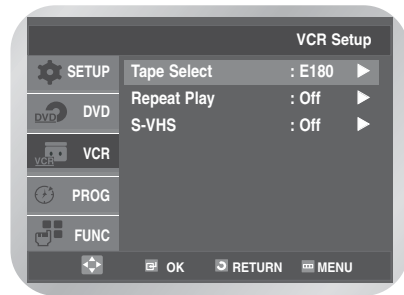 VCR Setup
SETUP
Tape Select : E180
Repeat Play : Off
DVD DVD
S-VHS : Off
VCR VCR
PROG
FUNC
OK RETURN MENU